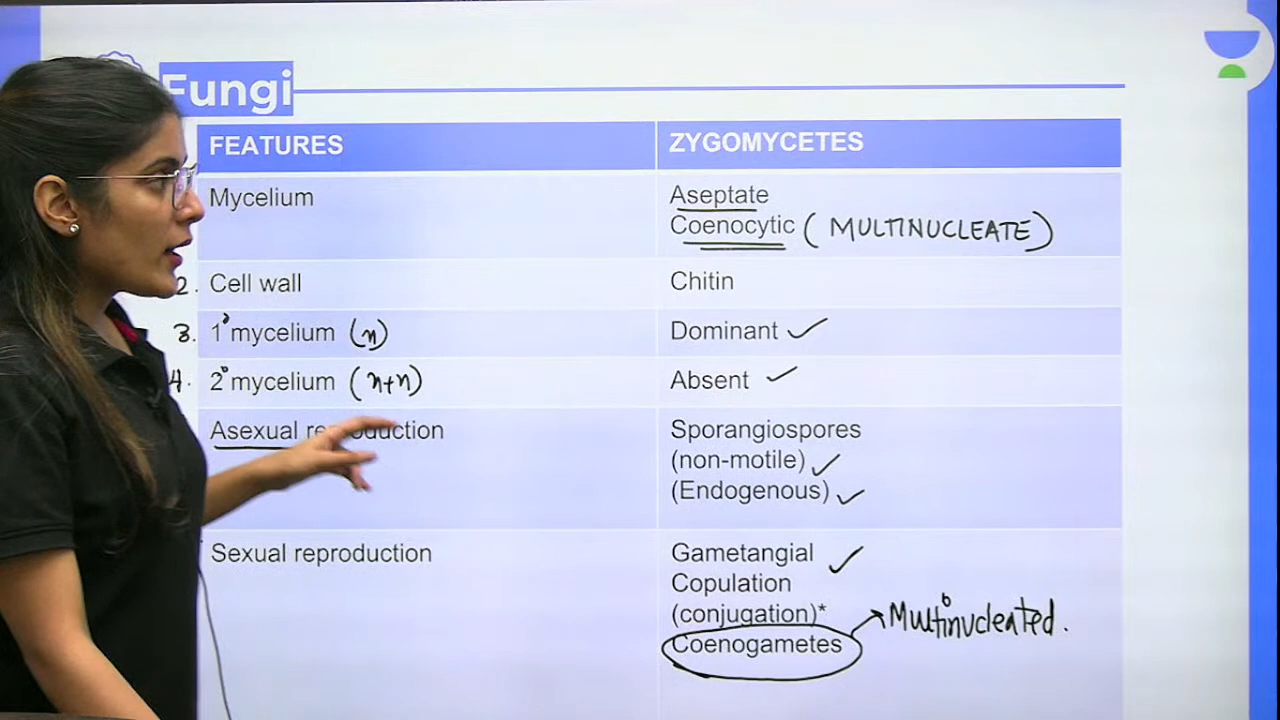 Fungi
FEATURES
ZYGOMYCETES
Mycelium
Aseptate
Coenocytic (MULTINUCLEATE)
2. Cell wall
Chitin
3. 1° mycelium (n)
Dominant ✓
4. 2° mycelium (n+n)
Absent ✓
Asexual reproduction
Sporangiospores
(non-motile) ✓
(Endogenous) ✓
Sexual reproduction
Gametangial ✓
Copulation
(conjugation)*
Coenogametes → Multinucleated.